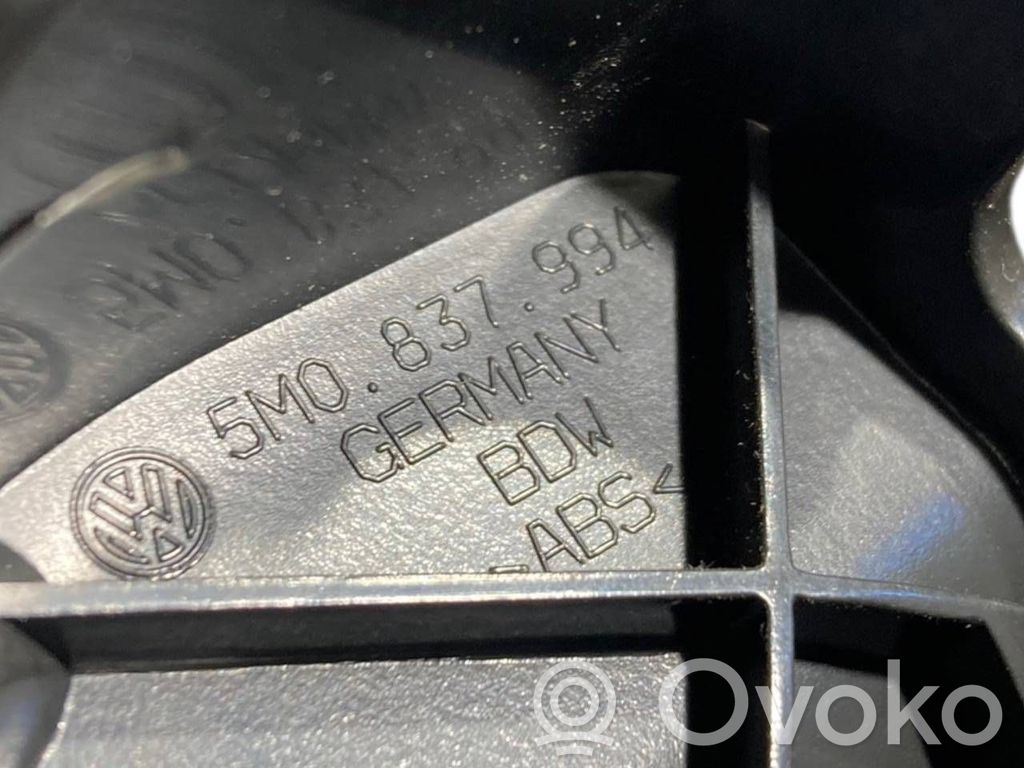 5M0.837.994
GERMANY
BDW
>ABS<
Ovoko